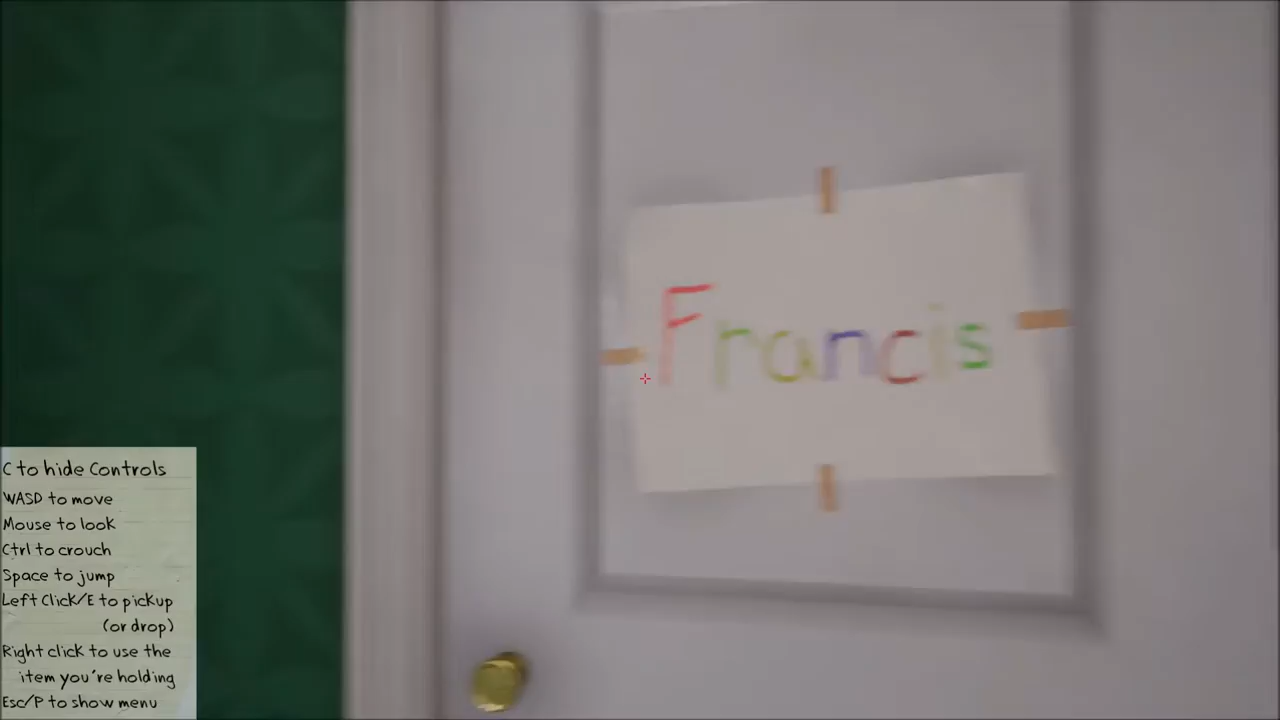 Francis
C to hide Controls
WASD to move
Mouse to look
Ctrl to crouch
Space to jump
Left Click/E to pickup
(or drop)
Right click to use the
item you're holding
Esc/P to show menu